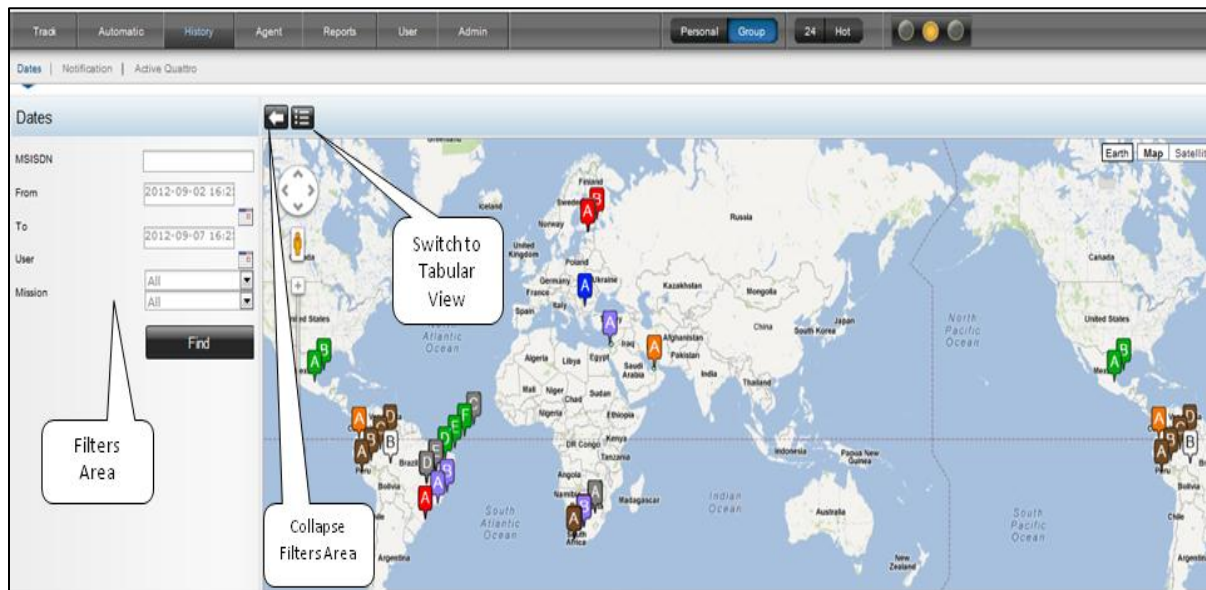 Track Automatic History Agent Reports User Admin Personal Group 24 Hot
Dates | Notification | Active Quattro
Dates
MSISDN
From 2012-09-02 16:2
To
2012-09-07 16:2
User
All
Mission
All
Find
Filters
Area
Collapse
Filters Area
Switch to
Tabular
View
Earth Map Satellit
Greenland
Iceland
Finland
Norway
Russia
United
Kingdom
Poland
Germany
Ukraine
France
Italy
Spain
Kazakhstan
Mongolia
China
South Korea
Japan
Afghanistan
Pakistan
Iraq
Saudi
Arabia
India
Thailand
Algeria
Libya
Egypt
Mali
Niger
Chad
Sudan
Nigeria
Ethiopia
DR Congo
Kenya
Tanzania
Angola
Namibia
Madagascar
South
Africa
Indonesia
Papua New
Guinea
Australia
New
Zealand
Atlantic
Ocean
South
Atlantic
Ocean
Indian
Ocean
North
Pacific
Ocean
South
Pacific
Ocean
Canada
United States
Brazil
Peru
Bolivia
Argentina
Peru
Bolivia
Chile
B
A
A
A
A
B
A
B
A
A
D
C
B
A
B
C
F
E
D
E
D
B
A
A
A
B
A
A
D
C
B
A
B